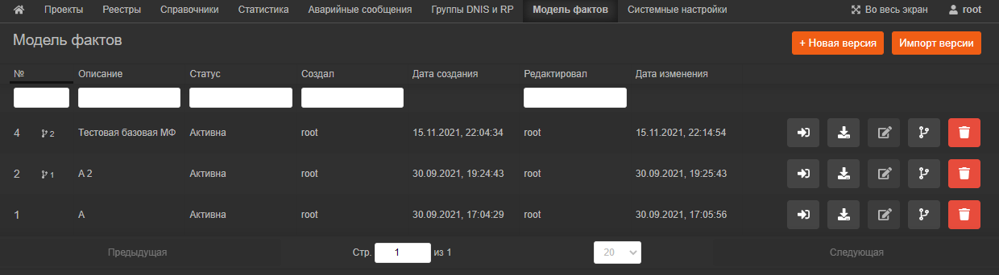 Проекты Реестры Справочники Статистика Аварийные сообщения Группы DNIS и RP Модель фактов Системные настройки Во весь экран root
Модель фактов + Новая версия Импорт версии
№ Описание Статус Создал Дата создания Редактировал Дата изменения
4 2 Тестовая базовая МФ Активна root 15.11.2021, 22:04:34 root 15.11.2021, 22:14:54
2 1 А 2 Активна root 30.09.2021, 19:24:43 root 30.09.2021, 19:25:43
1 А Активна root 30.09.2021, 17:04:29 root 30.09.2021, 17:05:56
Предыдущая Стр. 1 из 1 20 Следующая